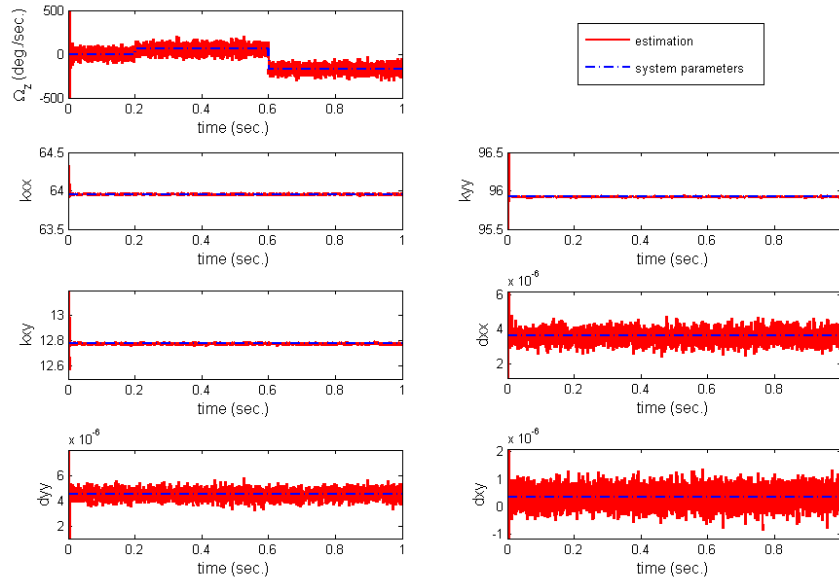 500
0
-500
Ω_z (deg./sec.)
0 0.2 0.4 0.6 0.8 1
time (sec.)
estimation
system parameters
64.5
64
63.5
kxx
0 0.2 0.4 0.6 0.8 1
time (sec.)
96.5
96
95.5
kyy
0 0.2 0.4 0.6 0.8
time (sec.)
13
12.8
12.6
kxy
0 0.2 0.4 0.6 0.8 1
time (sec.)
x 10⁻⁶
6
4
2
dxx
0 0.2 0.4 0.6 0.8
time (sec.)
x 10⁻⁶
6
4
2
dyy
0 0.2 0.4 0.6 0.8 1
time (sec.)
x 10⁻⁶
2
1
0
-1
dxy
0 0.2 0.4 0.6 0.8
time (sec.)